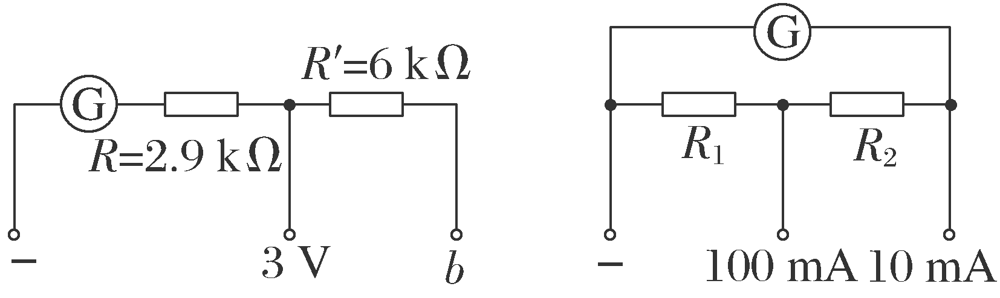 G
R′=6 kΩ
R=2.9 kΩ
−
3 V
b
G
R₁
R₂
−
100 mA
10 mA